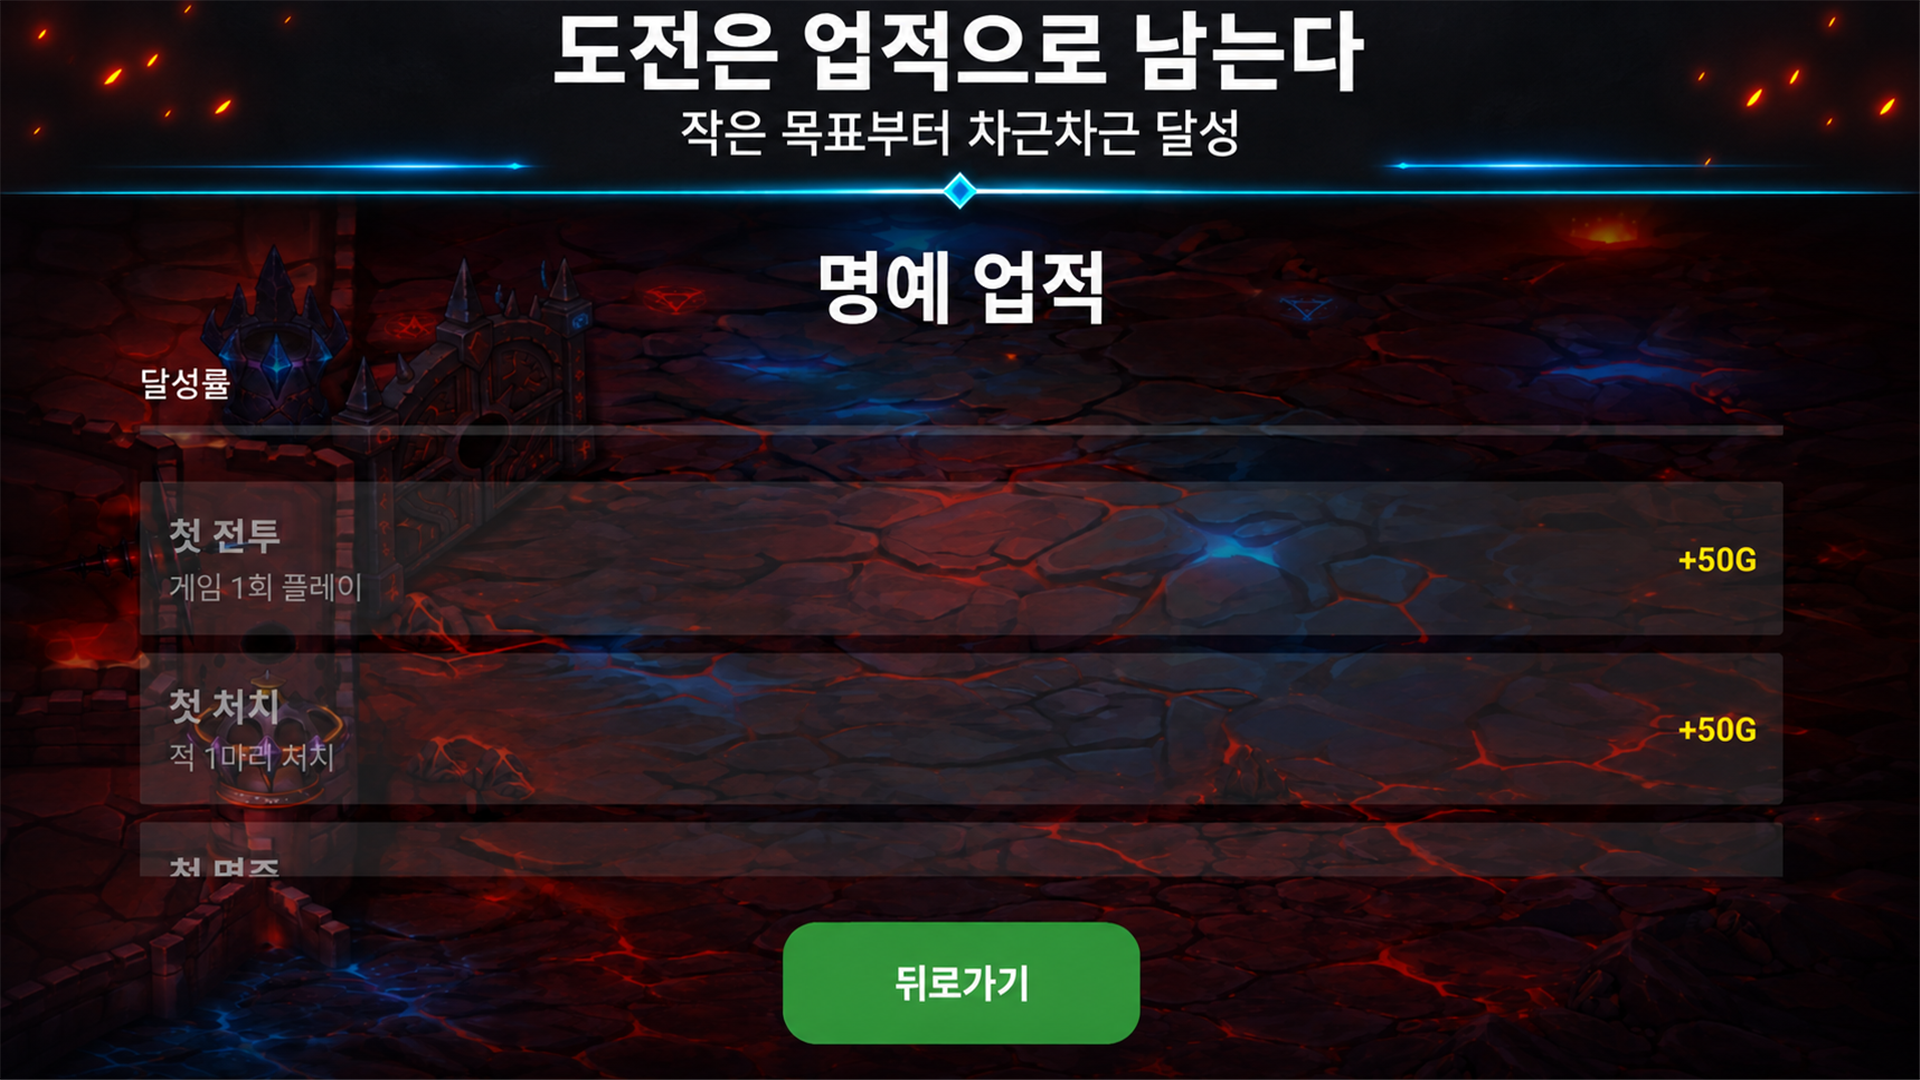 도전은 업적으로 남는다
작은 목표부터 차근차근 달성
명예 업적
달성률
첫 전투
게임 1회 플레이
+50G
첫 처치
적 1마리 처치
+50G
첫
뒤로가기